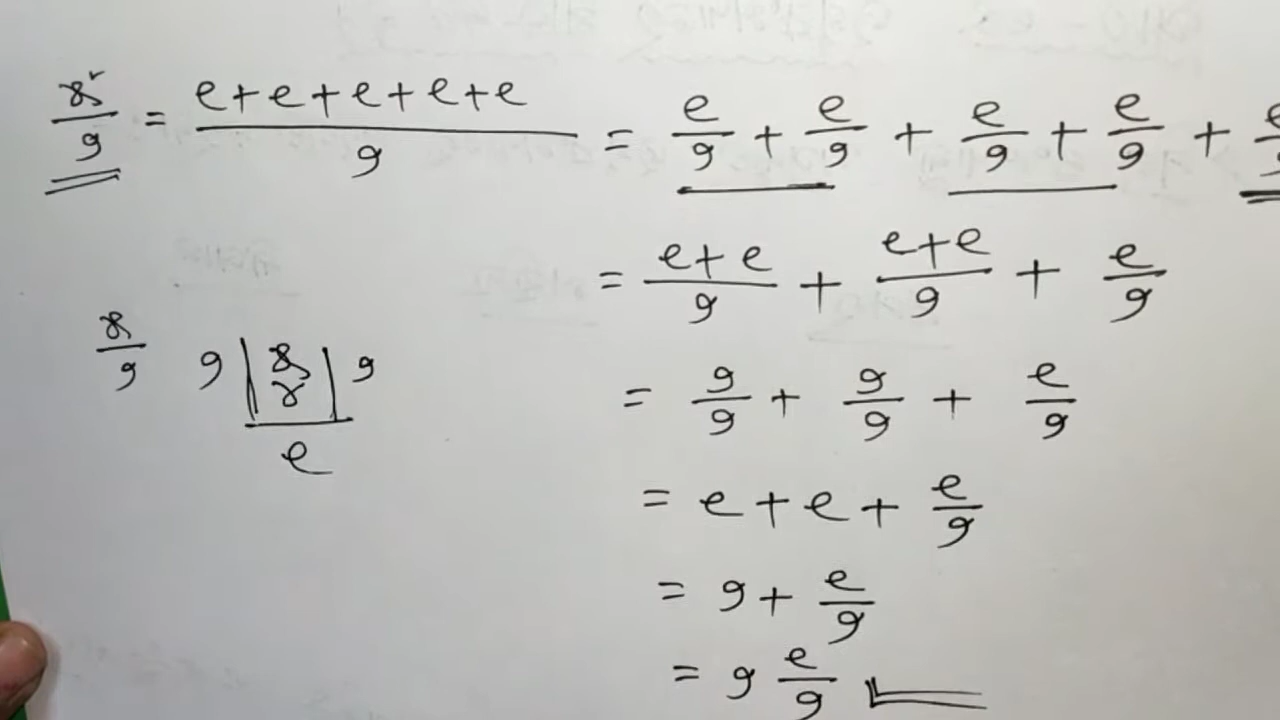 ৫/২ = (১+১+১+১+১)/২ = ১/২ + ১/২ + ১/২ + ১/২ +
= (১+১)/২ + (১+১)/২ + ১/২
৫/২ ২|৫|২
৪
১
= ২/২ + ২/২ + ১/২
= ১+১+ ১/২
= ২+ ১/২
= ২ ১/২